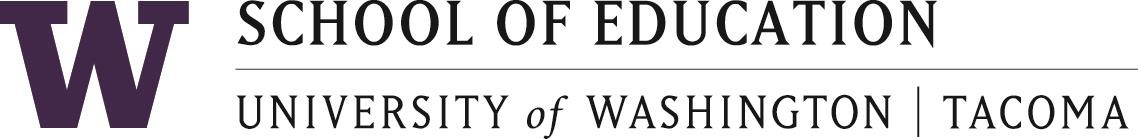 W
SCHOOL OF EDUCATION
UNIVERSITY of WASHINGTON | TACOMA